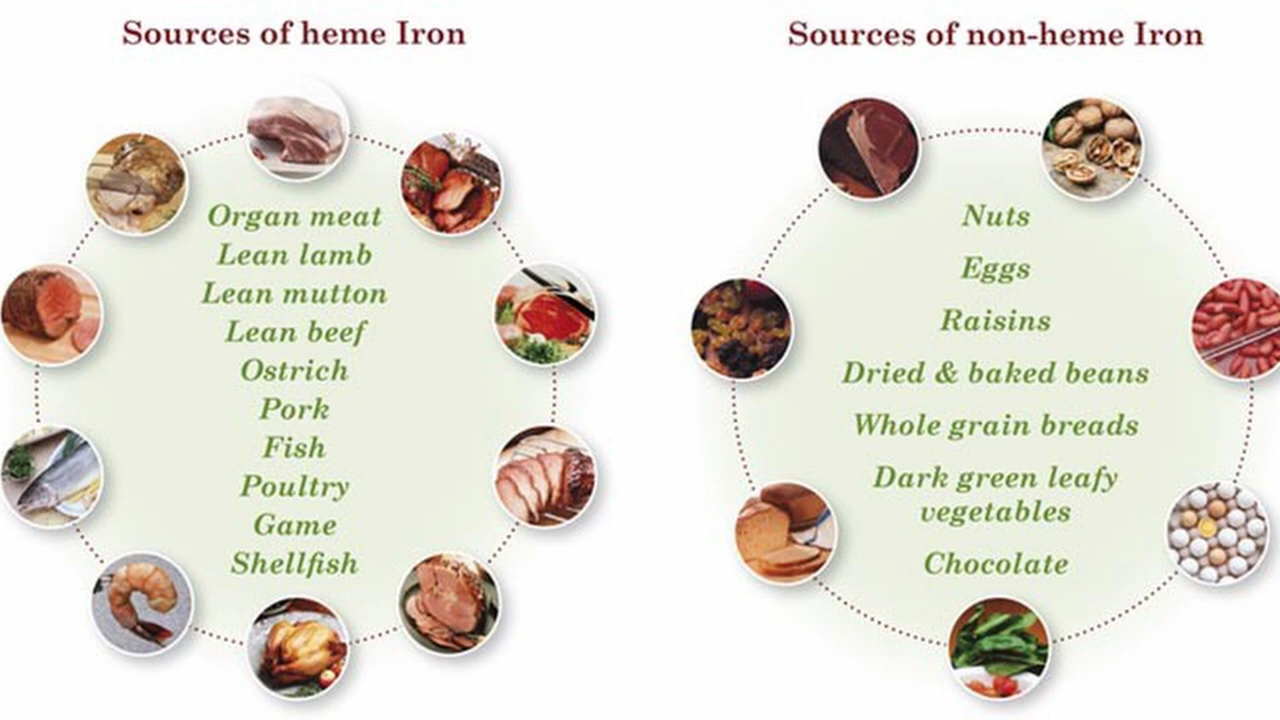 Sources of heme Iron
Organ meat
Lean lamb
Lean mutton
Lean beef
Ostrich
Pork
Fish
Poultry
Game
Shellfish
Sources of non-heme Iron
Nuts
Eggs
Raisins
Dried & baked beans
Whole grain breads
Dark green leafy
vegetables
Chocolate